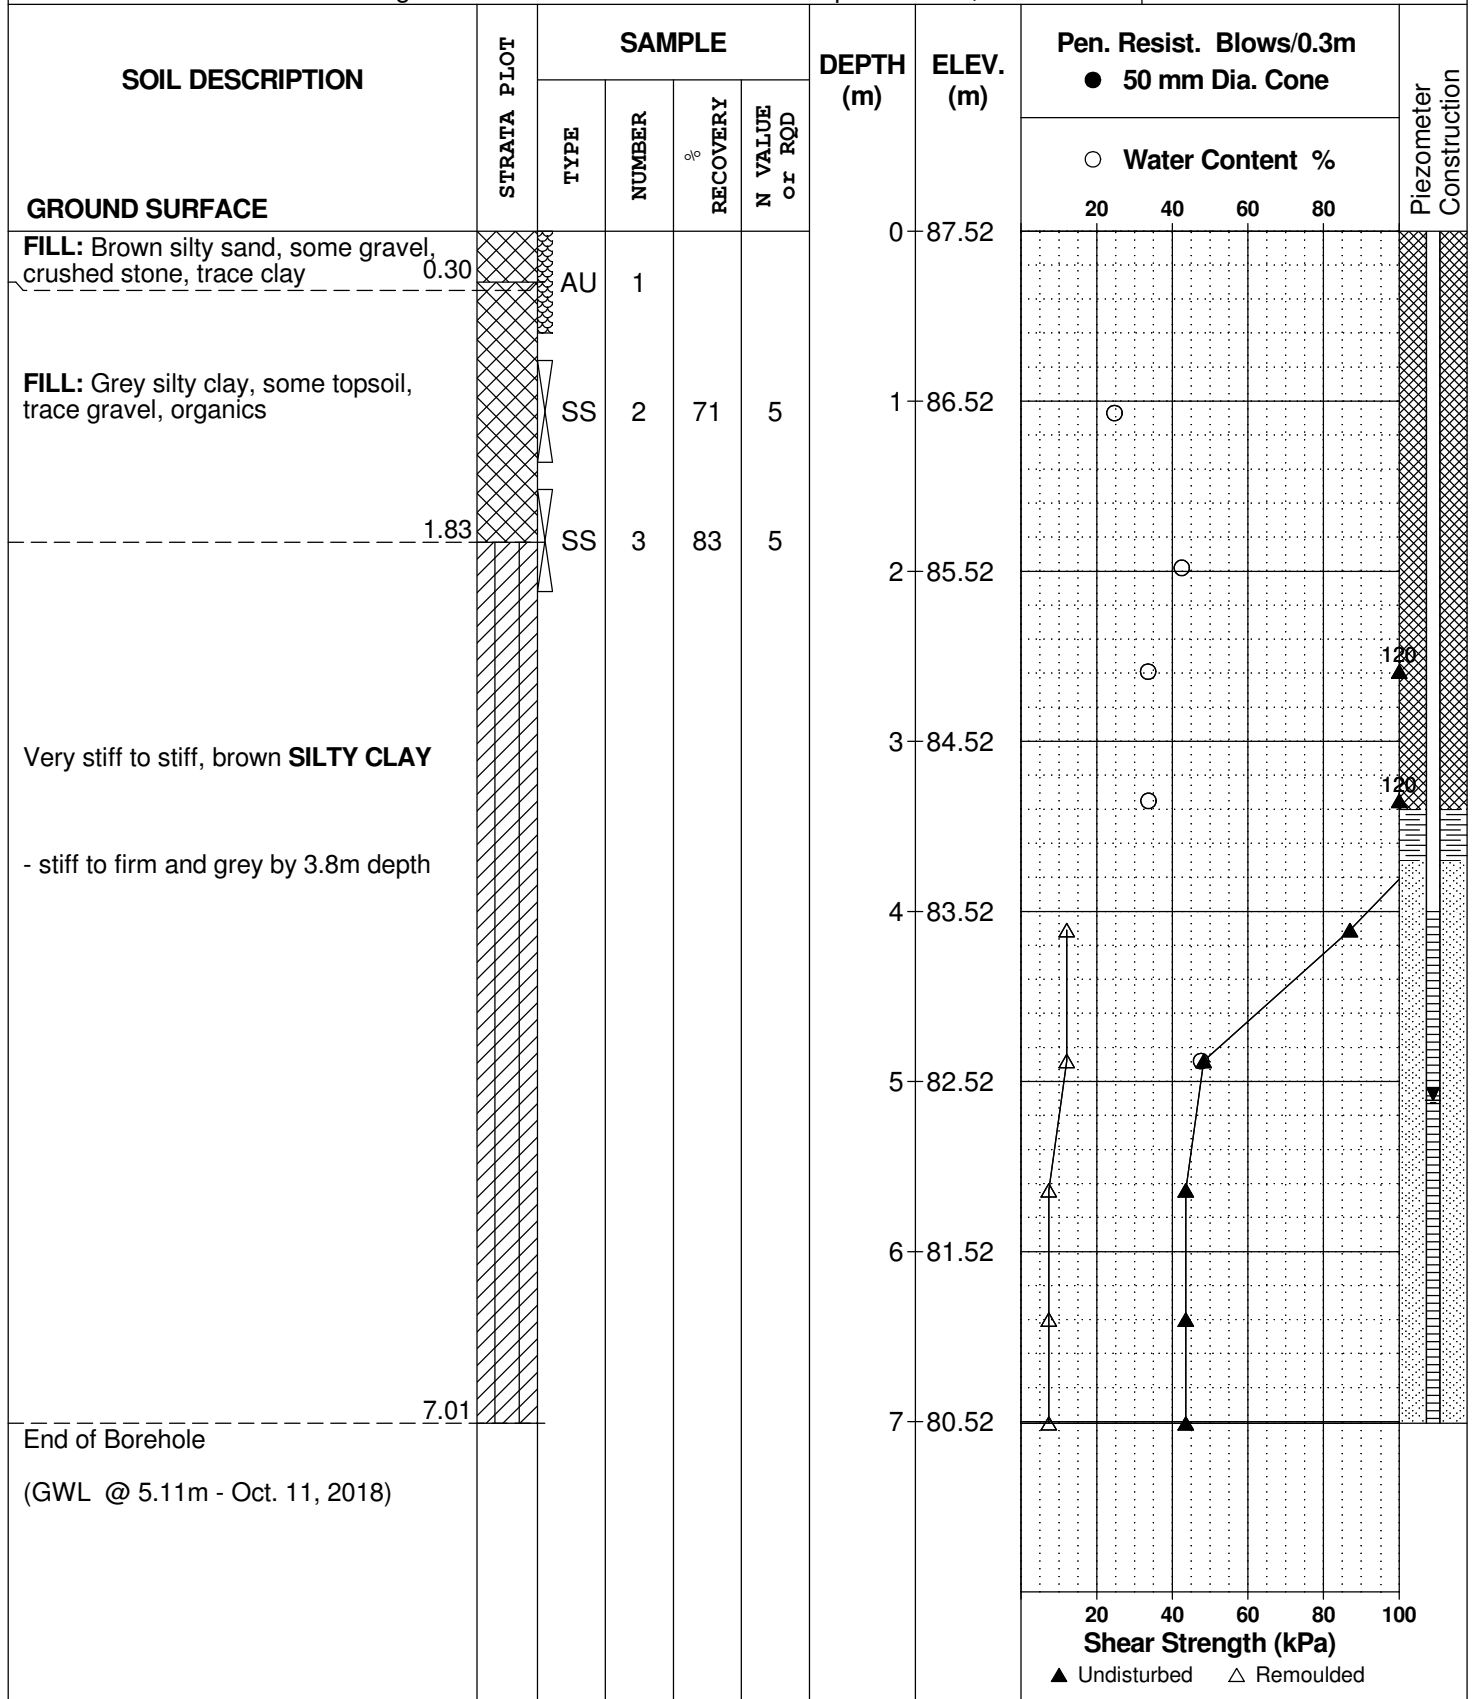 SOIL DESCRIPTION
GROUND SURFACE
STRATA PLOT
SAMPLE
TYPE
NUMBER
%
RECOVERY
N VALUE
or RQD
DEPTH
(m)
ELEV.
(m)
Pen. Resist. Blows/0.3m
● 50 mm Dia. Cone
○ Water Content %
20 40 60 80
Piezometer
Construction
0 87.52
FILL: Brown silty sand, some gravel,
crushed stone, trace clay 0.30
AU 1
FILL: Grey silty clay, some topsoil,
trace gravel, organics
SS 2 71 5
1 86.52
1.83
SS 3 83 5
2 85.52
120
3 84.52
Very stiff to stiff, brown SILTY CLAY
120
- stiff to firm and grey by 3.8m depth
4 83.52
5 82.52
6 81.52
7.01
7 80.52
End of Borehole
(GWL @ 5.11m - Oct. 11, 2018)
20 40 60 80 100
Shear Strength (kPa)
▲ Undisturbed △ Remoulded